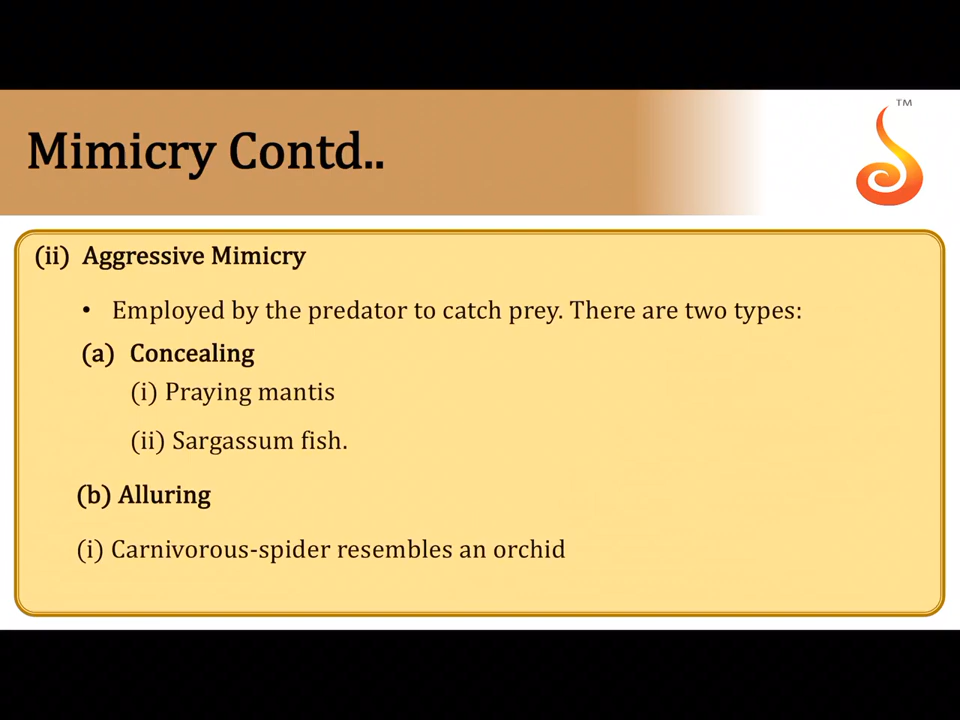 TM
Mimicry Contd..
(ii) Aggressive Mimicry
• Employed by the predator to catch prey. There are two types:
(a) Concealing
(i) Praying mantis
(ii) Sargassum fish.
(b) Alluring
(i) Carnivorous-spider resembles an orchid